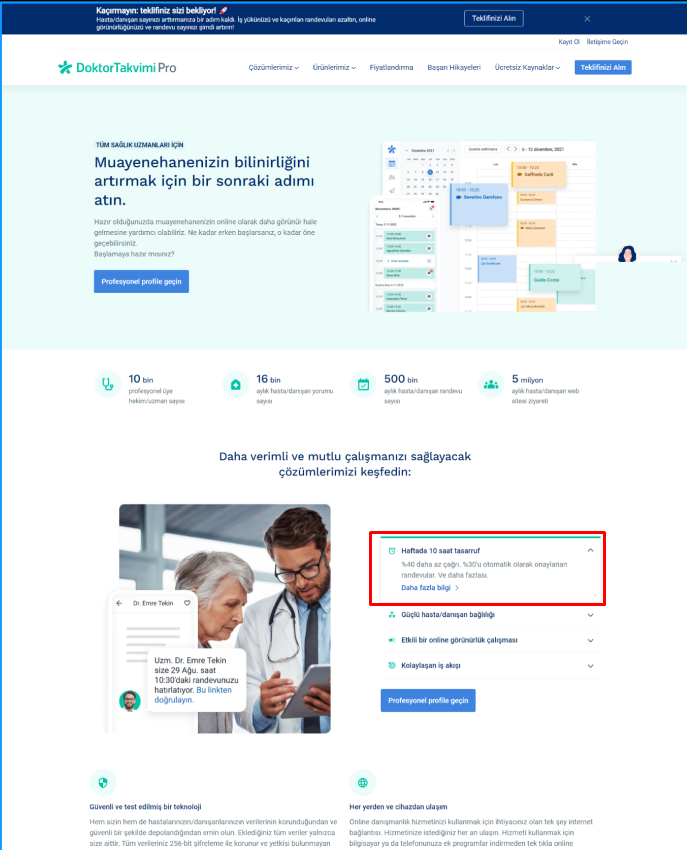 Kaçırmayın: teklifiniz sizi bekliyor! 🚀
Hasta/danışan sayınızı arttırmanıza bir adım kaldı. İş yükünüzü ve kaçırılan randevuları azaltın, online
görünürlüğünüzü ve randevu sayınızı şimdi artırın!
Teklifinizi Alın
Kayıt Ol İletişime Geçin
DoktorTakvimi Pro
Çözümlerimiz Ürünlerimiz Fiyatlandırma Başarı Hikayeleri Ücretsiz Kaynaklar Teklifinizi Alın
TÜM SAĞLIK UZMANLARI İÇİN
Muayenehanenizin bilinirliğini
artırmak için bir sonraki adımı
atın.
Hazır olduğunuzda muayenehanenizin online olarak daha görünür hale
gelmesine yardımcı olabiliriz. Ne kadar erken başlarsanız, o kadar öne
geçebilirsiniz.
Başlamaya hazır mısınız?
Profesyonel profile geçin
Dicembre 2021
6 - 12 dicembre, 2021
Goffredo Carli
Severino Garofuso
Guido Conte
10 bin
profesyonel üye
hekim/uzman sayısı
16 bin
aylık hasta/danışan yorumu
sayısı
500 bin
aylık hasta/danışan randevu
sayısı
5 milyon
aylık hasta/danışan web
sitesi ziyareti
Daha verimli ve mutlu çalışmanızı sağlayacak
çözümlerimizi keşfedin:
Dr. Emre Tekin
Uzm. Dr. Emre Tekin
size 29 Ağu. saat
10:30'daki randevunuzu
hatırlatıyor. Bu linkten
doğrulayın.
Haftada 10 saat tasarruf
%40 daha az çağrı. %30'u otomatik olarak onaylanan
randevular. Ve daha fazlası.
Daha fazla bilgi
Güçlü hasta/danışan bağlılığı
Etkili bir online görünürlük çalışması
Kolaylaşan iş akışı
Profesyonel profile geçin
Güvenli ve test edilmiş bir teknoloji
Hem sizin hem de hastalarınızın/danışanlarınızın verilerinin korunduğundan ve
güvenli bir şekilde depolandığından emin olun. Eklediğiniz tüm veriler yalnızca
size aittir. Tüm verileriniz 256-bit şifreleme ile korunur ve yetkisi bulunmayan
Her yerden ve cihazdan ulaşım
Online danışmanlık hizmetinizi kullanmak için ihtiyacınız olan tek şey internet
bağlantısı. Hizmetinize istediğiniz her an ulaşın. Hizmeti kullanmak için
bilgisayar ya da telefonunuza ek programlar indirmeden tek tıkla online